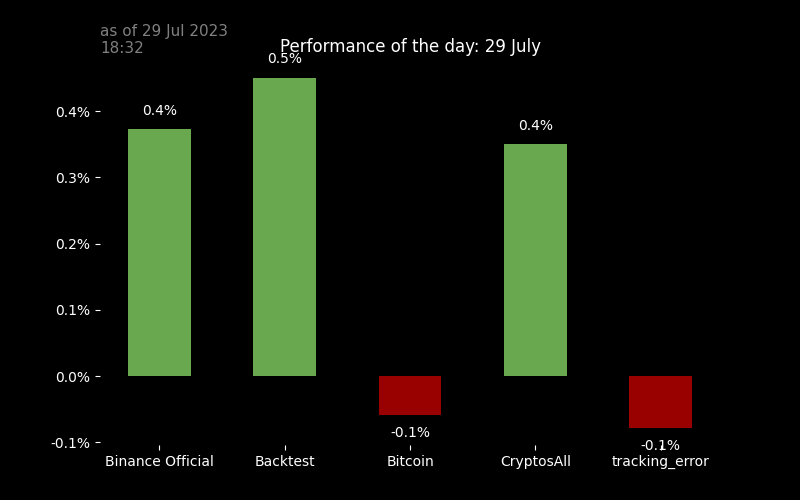 as of 29 Jul 2023
18:32
Performance of the day: 29 July
0.5%
0.4%
0.4%
0.4%
0.3%
0.2%
0.1%
0.0%
-0.1%
-0.1%
-0.1%
Binance Official
Backtest
Bitcoin
CryptosAll
tracking_error